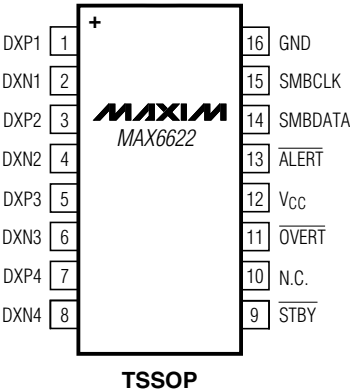 +
DXP1 1 16 GND
DXN1 2 15 SMBCLK
DXP2 3 MAXIM 14 SMBDATA
MAX6622
DXN2 4 13 ALERT
DXP3 5 12 VCC
DXN3 6 11 OVERT
DXP4 7 10 N.C.
DXN4 8 9 STBY
TSSOP